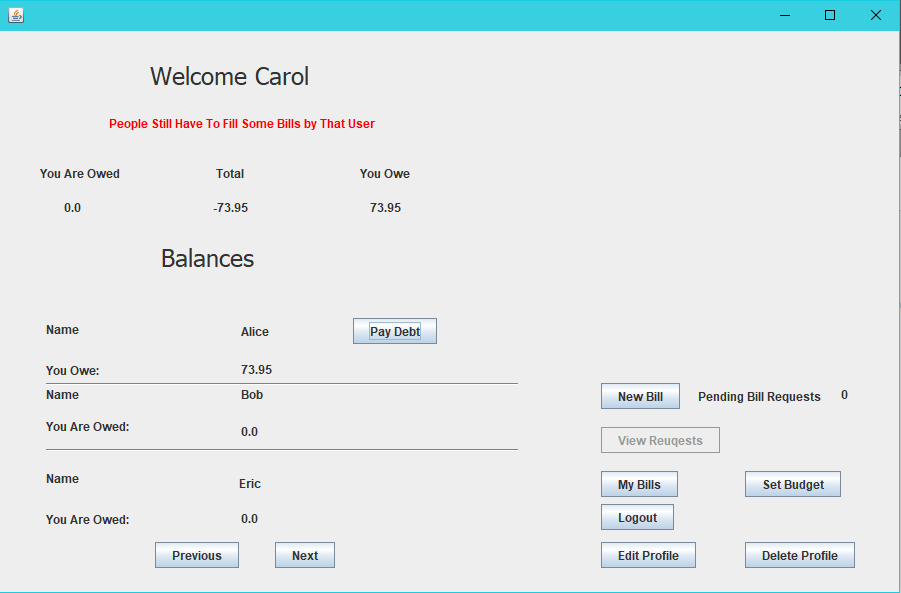 Welcome Carol
People Still Have To Fill Some Bills by That User
You Are Owed Total You Owe
0.0 -73.95 73.95
Balances
Name Alice Pay Debt
You Owe: 73.95
Name Bob
You Are Owed: 0.0
Name Eric
You Are Owed: 0.0
Previous Next
New Bill Pending Bill Requests 0
View Reuqests
My Bills Set Budget
Logout
Edit Profile Delete Profile